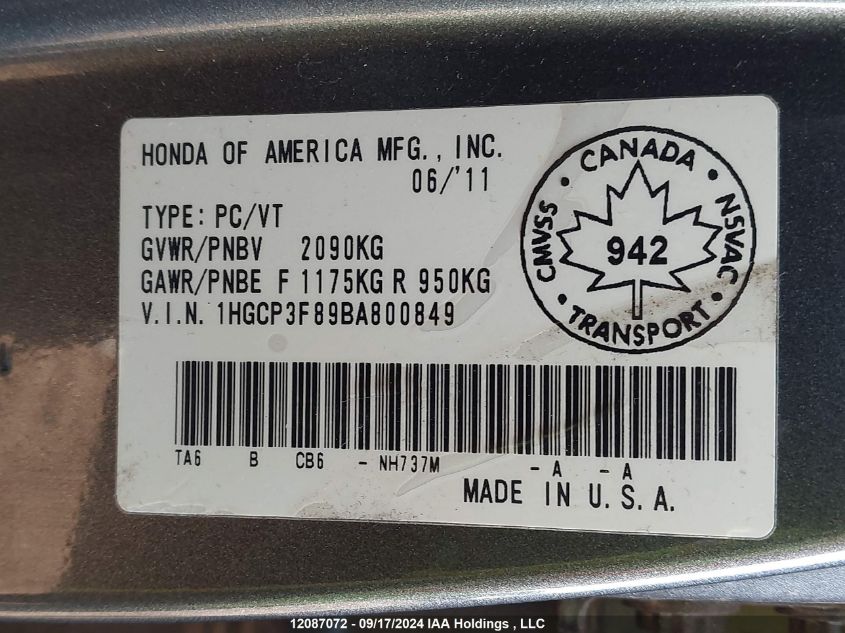 HONDA OF AMERICA MFG., INC.
06/'11
TYPE: PC/VT
GVWR/PNBV 2090KG
GAWR/PNBE F 1175KG R 950KG
V.I.N. 1HGCP3F89BA800849
CANADA
CMVSS
NSVAC
942
TRANSPORT
TA6 B CB6 - NH737M - A - A
MADE IN U.S.A.
12087072 - 09/17/2024 IAA Holdings , LLC